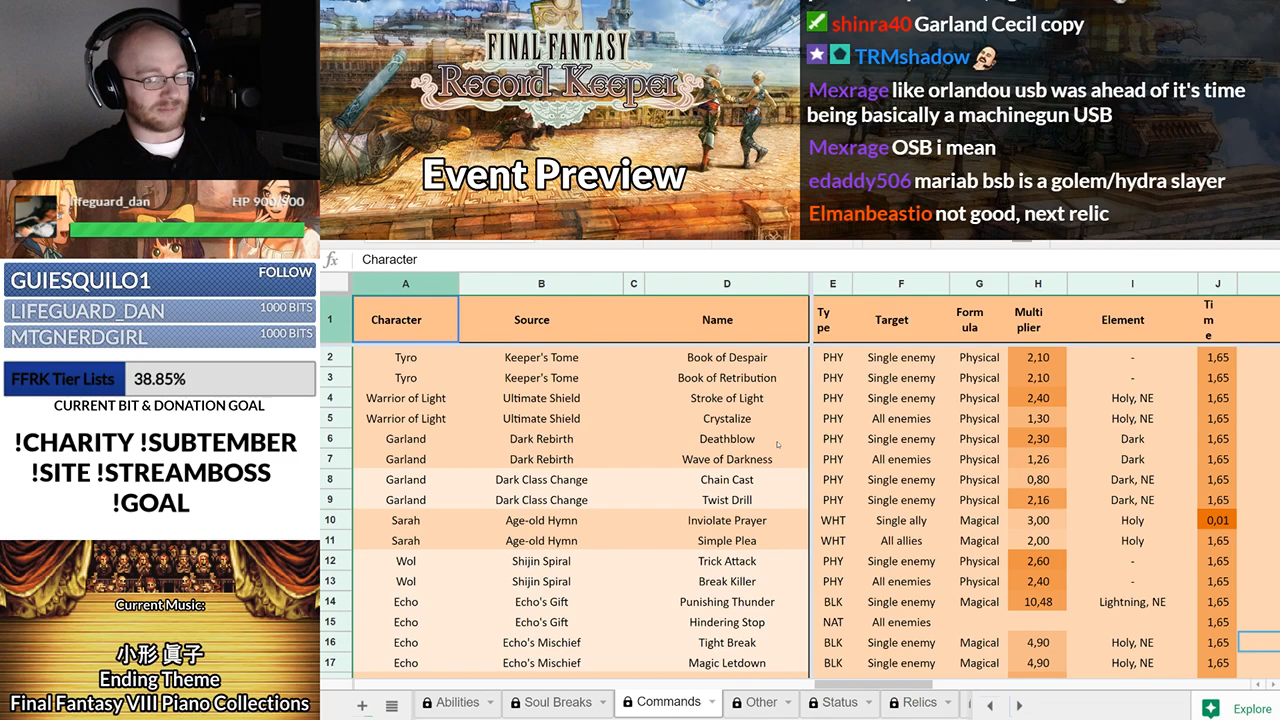 FINAL FANTASY
Record Keeper
Event Preview
shinra40 Garland Cecil copy
TRMshadow
Mexrage like orlandou usb was ahead of it's time
being basically a machinegun USB
Mexrage OSB i mean
edaddy506 mariab bsb is a golem/hydra slayer
Elmanbeastio not good, next relic
lifeguard_dan HP 900/900
GUIESQUILO1 FOLLOW
LIFEGUARD_DAN 1000 BITS
MTGNERDGIRL 1000 BITS
FFRK Tier Lists 38.85%
CURRENT BIT & DONATION GOAL
!CHARITY !SUBTEMBER
!SITE !STREAMBOSS
!GOAL
Current Music:
小形 眞子
Ending Theme
Final Fantasy VIII Piano Collections
fx Character
A B C D E F G H I J
1 Character Source Name Ty pe Target Form ula Multi plier Element Ti m e
2 Tyro Keeper's Tome Book of Despair PHY Single enemy Physical 2,10 - 1,65
3 Tyro Keeper's Tome Book of Retribution PHY Single enemy Physical 2,10 - 1,65
4 Warrior of Light Ultimate Shield Stroke of Light PHY Single enemy Physical 2,40 Holy, NE 1,65
5 Warrior of Light Ultimate Shield Crystalize PHY All enemies Physical 1,30 Holy, NE 1,65
6 Garland Dark Rebirth Deathblow PHY Single enemy Physical 2,30 Dark 1,65
7 Garland Dark Rebirth Wave of Darkness PHY All enemies Physical 1,26 Dark 1,65
8 Garland Dark Class Change Chain Cast PHY Single enemy Physical 0,80 Dark, NE 1,65
9 Garland Dark Class Change Twist Drill PHY Single enemy Physical 2,16 Dark, NE 1,65
10 Sarah Age-old Hymn Inviolate Prayer WHT Single ally Magical 3,00 Holy 0,01
11 Sarah Age-old Hymn Simple Plea WHT All allies Magical 2,00 Holy 1,65
12 Wol Shijin Spiral Trick Attack PHY Single enemy Physical 2,60 - 1,65
13 Wol Shijin Spiral Break Killer PHY All enemies Physical 2,40 - 1,65
14 Echo Echo's Gift Punishing Thunder BLK Single enemy Magical 10,48 Lightning, NE 1,65
15 Echo Echo's Gift Hindering Stop NAT All enemies 1,65
16 Echo Echo's Mischief Tight Break BLK Single enemy Magical 4,90 Holy, NE 1,65
17 Echo Echo's Mischief Magic Letdown BLK Single enemy Magical 4,90 Holy, NE 1,65
Abilities Soul Breaks Commands Other Status Relics Explore